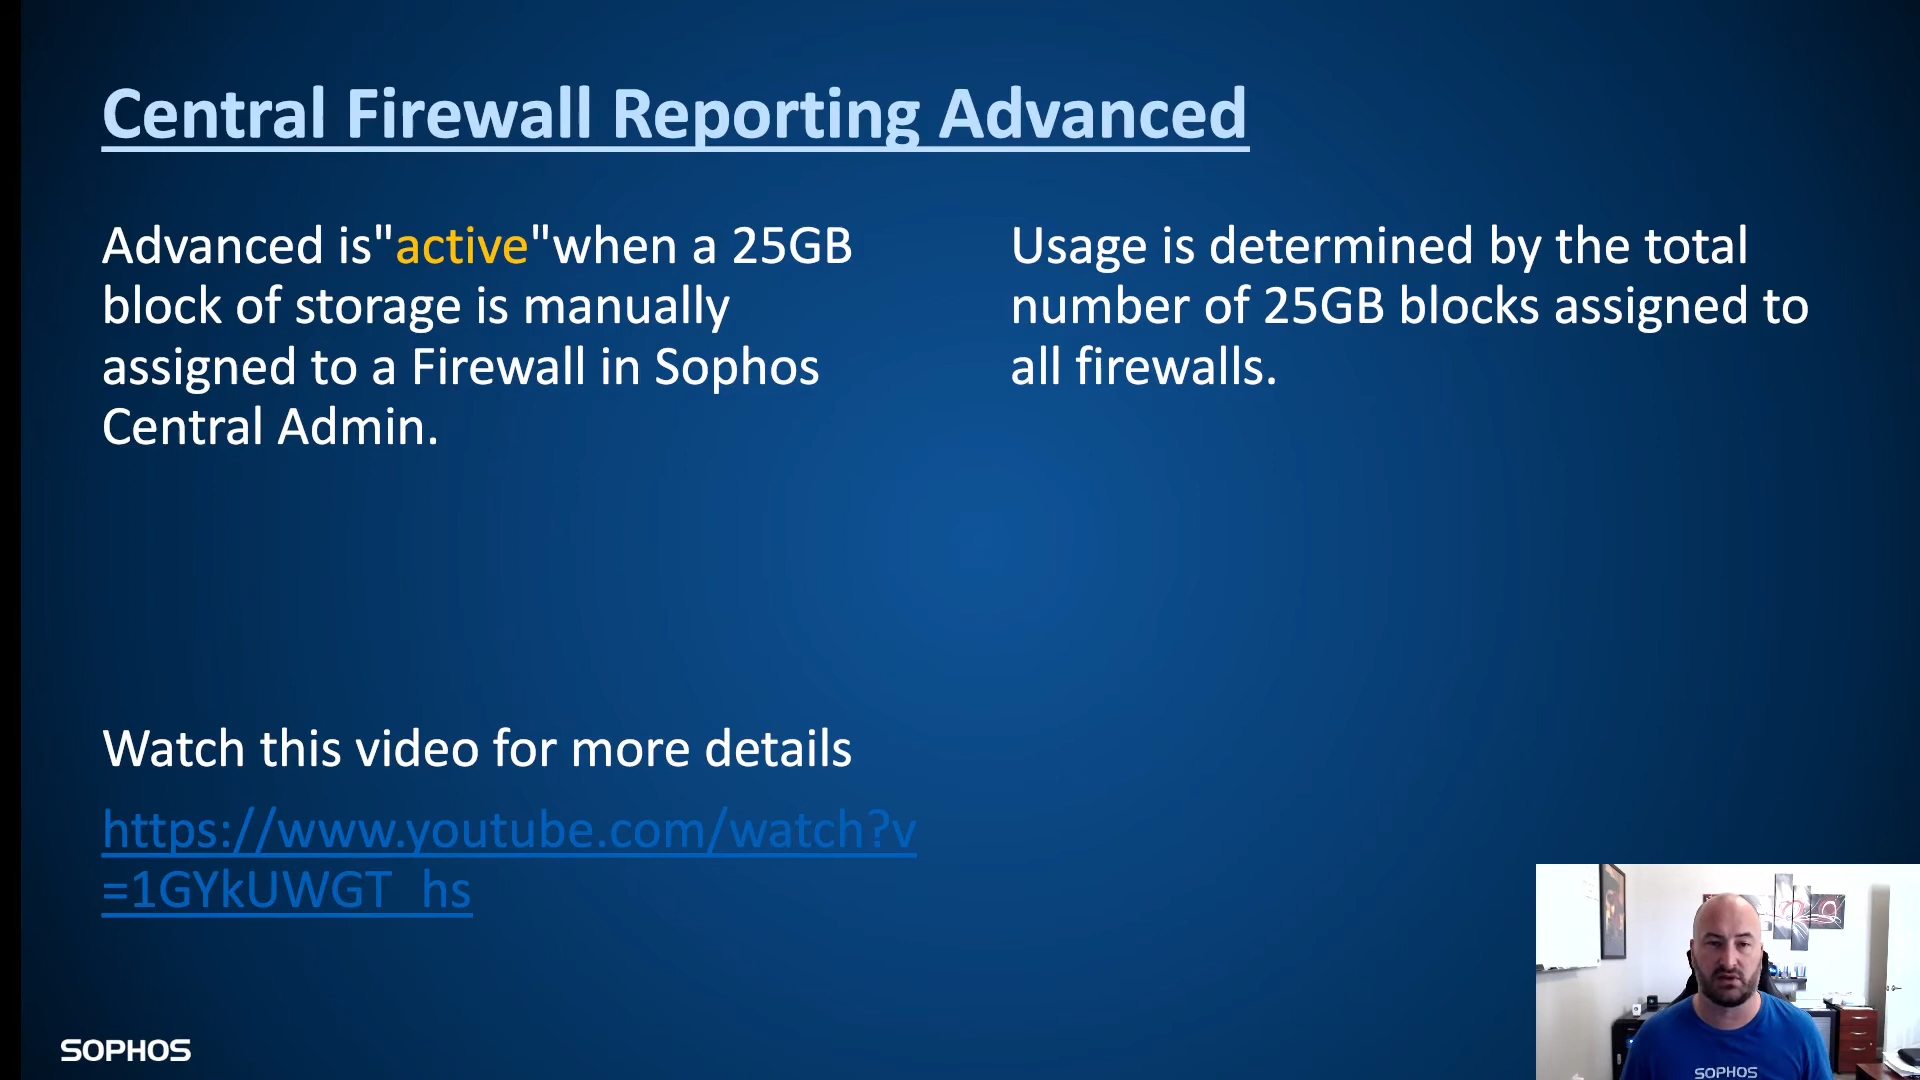 Central Firewall Reporting Advanced
Advanced is"active"when a 25GB
block of storage is manually
assigned to a Firewall in Sophos
Central Admin.
Usage is determined by the total
number of 25GB blocks assigned to
all firewalls.
Watch this video for more details
https://www.youtube.com/watch?v
=1GYkUWGT_hs
SOPHOS
SOPHOS